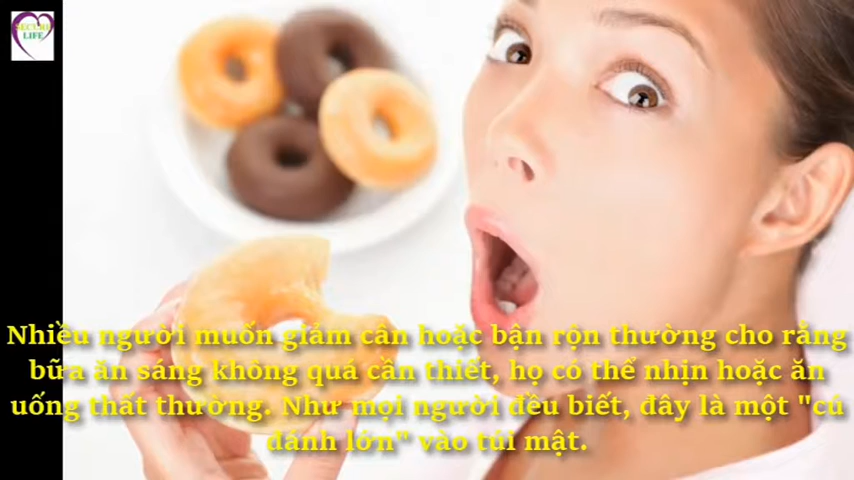 SECURE
LIFE
Nhiều người muốn giảm cân hoặc bận rộn thường cho rằng
bữa ăn sáng không quá cần thiết, họ có thể nhịn hoặc ăn
uống thất thường. Như mọi người đều biết, đây là một "cú
đánh lớn" vào túi mật.